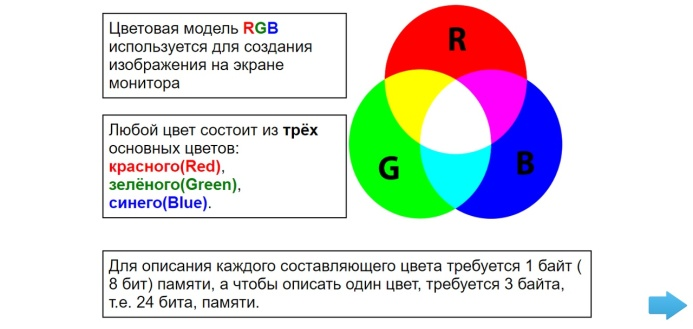 Цветовая модель RGB
используется для создания
изображения на экране
монитора
Любой цвет состоит из трёх
основных цветов:
красного(Red),
зелёного(Green),
синего(Blue).
R
G
B
Для описания каждого составляющего цвета требуется 1 байт (
8 бит) памяти, а чтобы описать один цвет, требуется 3 байта,
т.е. 24 бита, памяти.